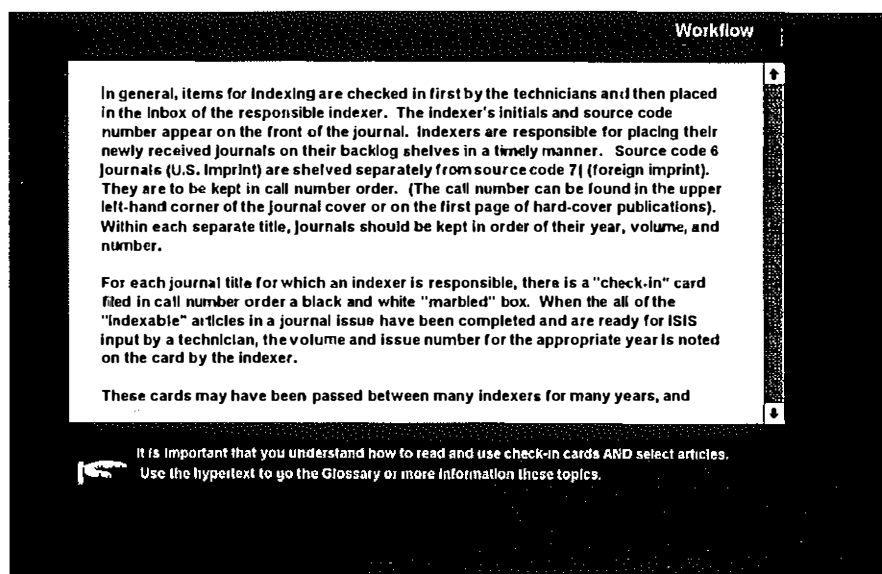 Workflow
In general, items for Indexing are checked in first by the technicians and then placed
in the Inbox of the responsible indexer. The indexer's initials and source code
number appear on the front of the journal. Indexers are responsible for placing their
newly received journals on their backlog shelves in a timely manner. Source code 6
journals (U.S. Imprint) are shelved separately from source code 7( (foreign imprint).
They are to be kept in call number order. (The call number can be found in the upper
left-hand corner of the journal cover or on the first page of hard-cover publications).
Within each separate title, journals should be kept in order of their year, volume, and
number.
For each journal title for which an indexer is responsible, there is a "check-in" card
filed in call number order a black and white "marbled" box. When the all of the
"indexable" articles in a journal issue have been completed and are ready for ISIS
input by a technician, the volume and issue number for the appropriate year is noted
on the card by the indexer.
These cards may have been passed between many indexers for many years, and
It is important that you understand how to read and use check-in cards AND select articles.
Use the hypertext to go the Glossary or more information these topics.